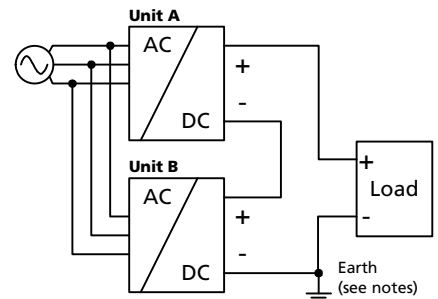 Unit A
AC
+
-
DC
Unit B
AC
+
-
DC
+
Load
-
Earth
(see notes)